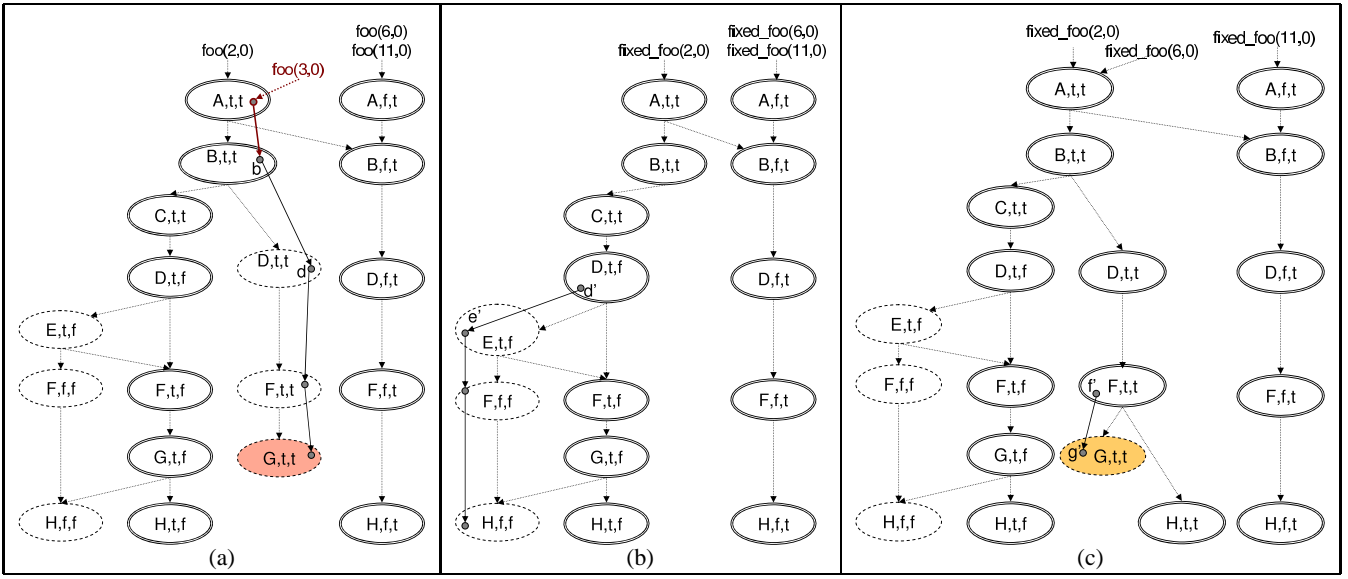 foo(2,0)
foo(6,0)
foo(11,0)
foo(3,0)
A,t,t
A,f,t
B,t,t
b
B,f,t
C,t,t
D,t,t
d
D,t,f
D,f,t
E,t,f
F,f,f
F,t,f
F,t,t
F,f,t
G,t,f
G,t,t
H,f,f
H,t,f
H,f,t
(a)
fixed_foo(2,0)
fixed_foo(6,0)
fixed_foo(11,0)
A,t,t
A,f,t
B,t,t
B,f,t
C,t,t
D,t,f
d'
D,f,t
e'
E,t,f
F,f,f
F,t,f
F,f,t
G,t,f
H,f,f
H,t,f
H,f,t
(b)
fixed_foo(2,0)
fixed_foo(6,0)
fixed_foo(11,0)
A,t,t
A,f,t
B,t,t
B,f,t
C,t,t
D,t,f
D,t,t
D,f,t
E,t,f
F,f,f
F,t,f
f'
F,t,t
F,f,t
G,t,f
g'
G,t,t
H,f,f
H,t,f
H,t,t
H,f,t
(c)